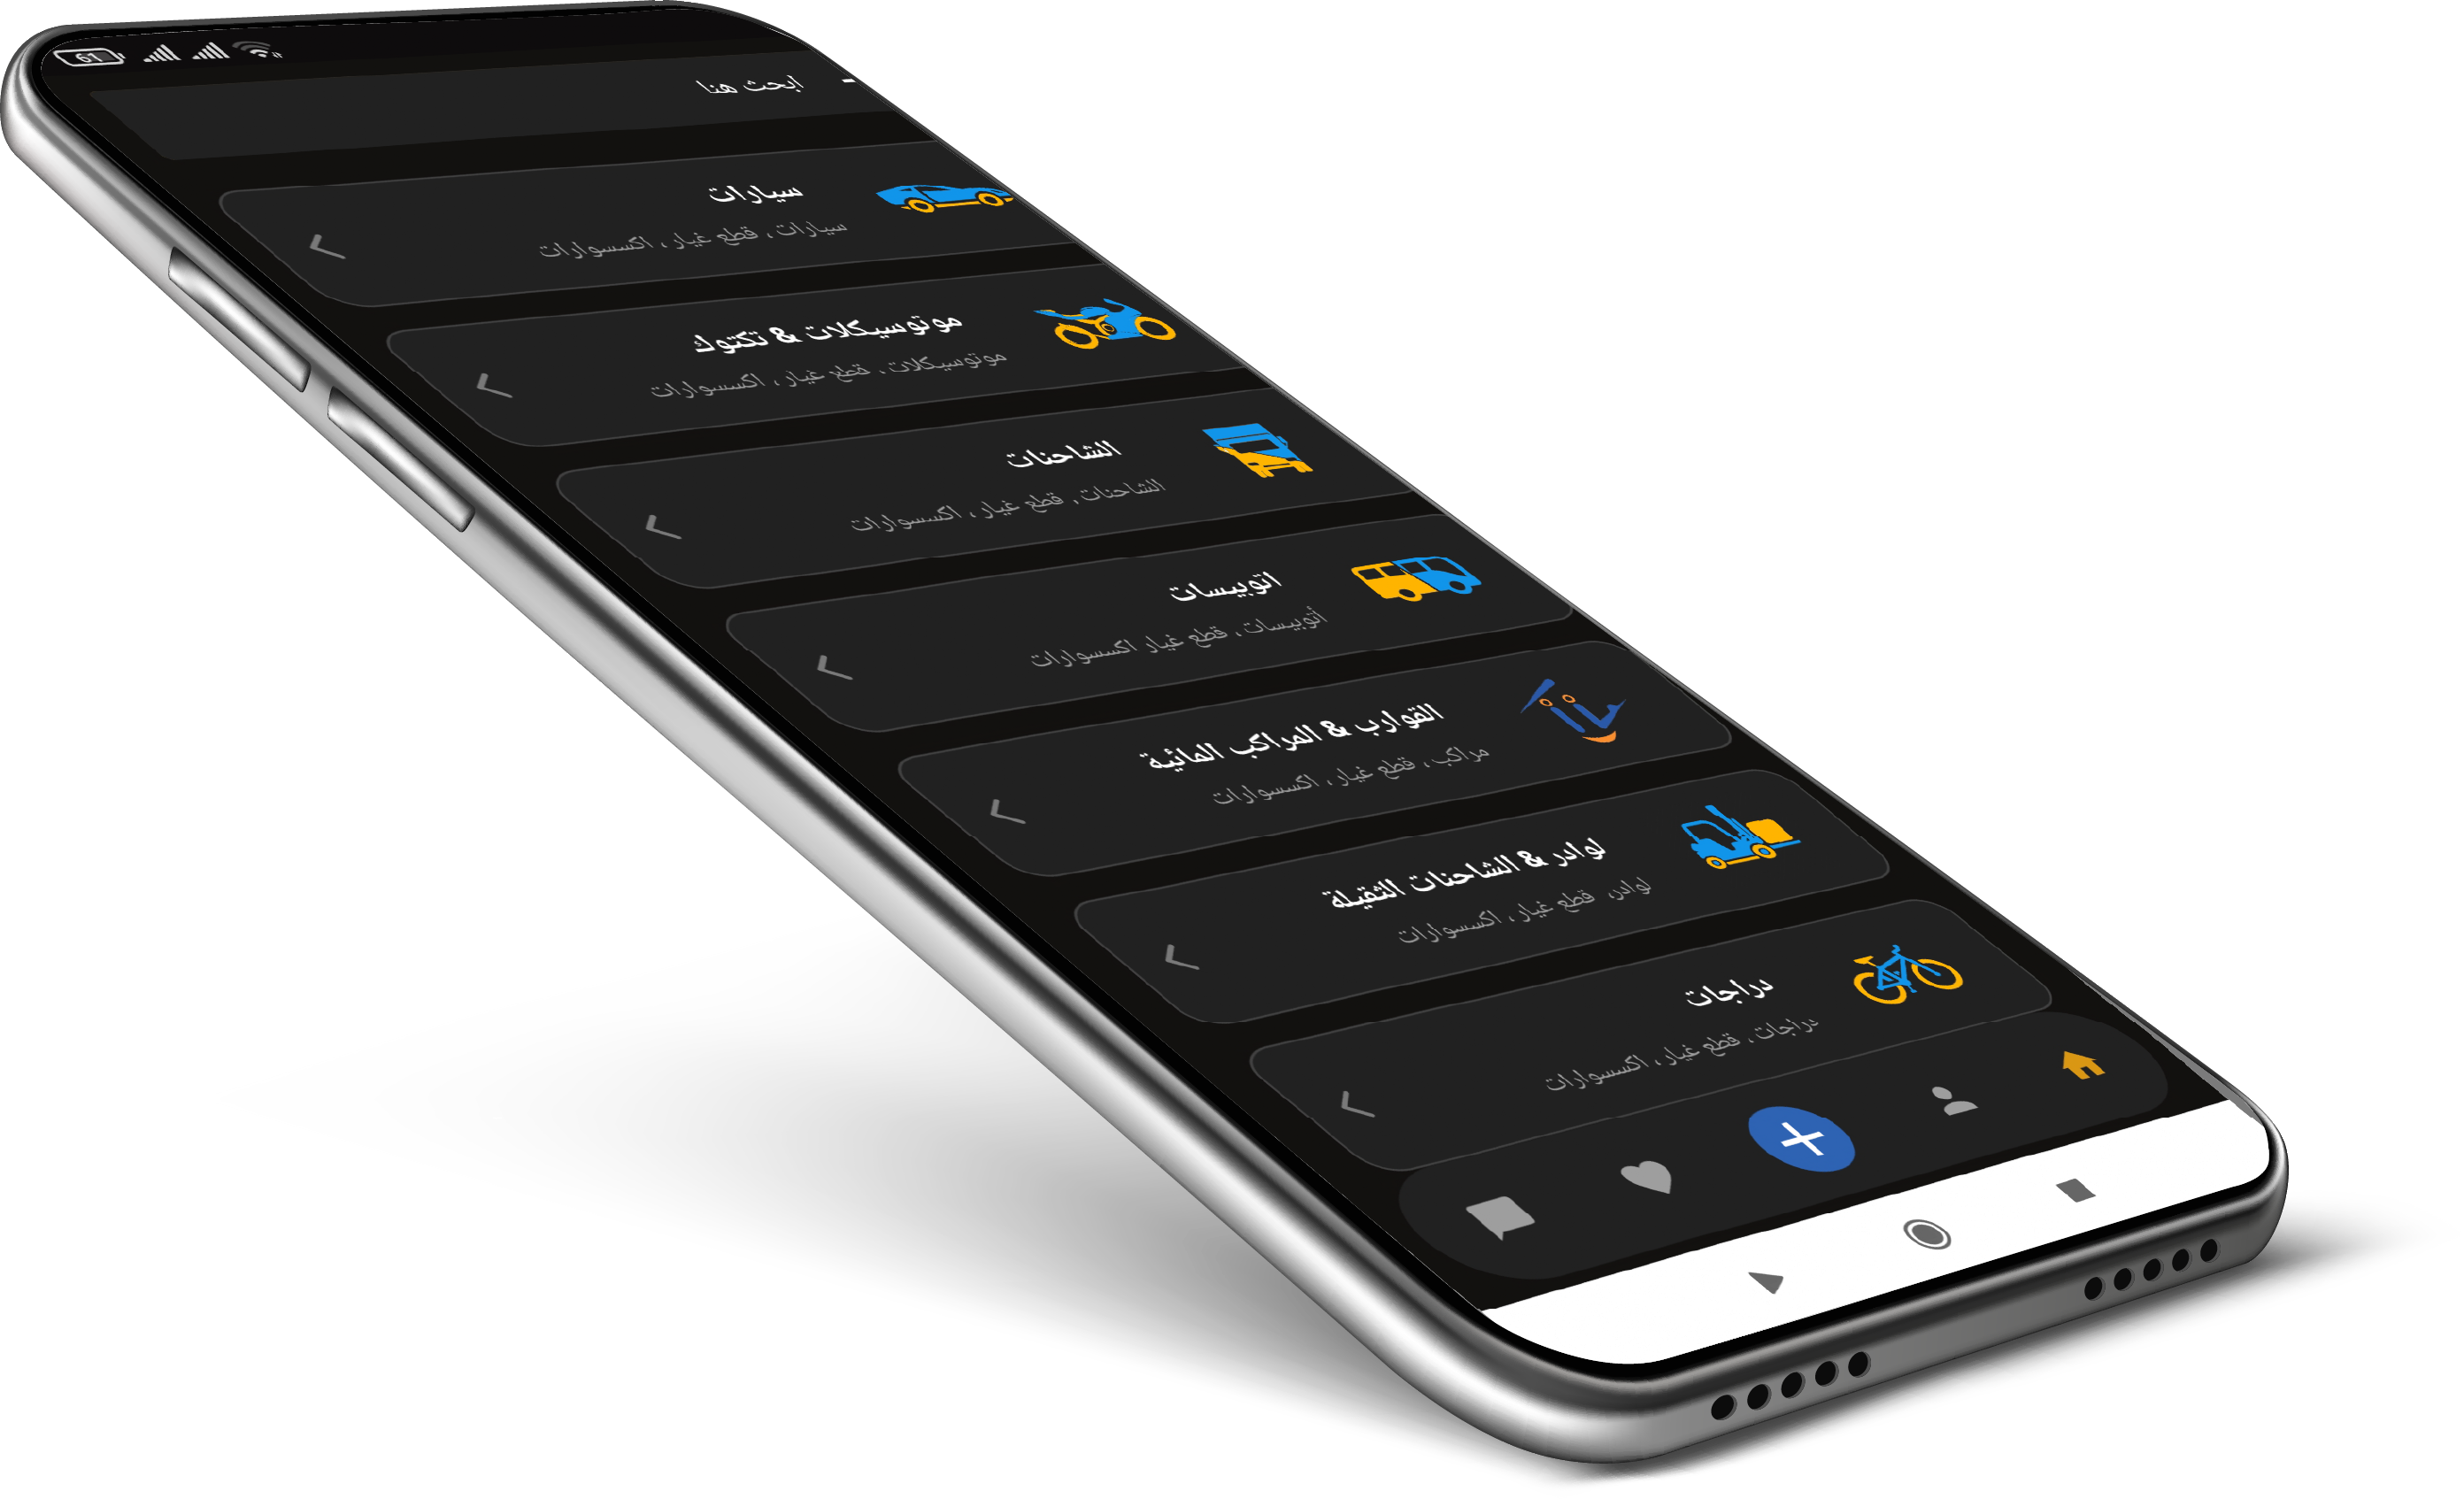 61
ابحث هنا
سيارات
سيارات ، قطع غيار ، اكسسوارات
موتوسيكلات & تكتوك
موتوسيكلات ، قطع غيار ، اكسسوارات
الشاحنات
الشاحنات ، قطع غيار ، اكسسوارات
اتوبيسات
أتوبيسات ، قطع غيار اكسسوارات
القوارب & المراكب المائية
مراكب ، قطع غيار ، اكسسوارات
لوادر & الشاحنات الثقيلة
لوادر، قطع غيار ، اكسسوارات
دراجات
دراجات ، قطع غيار ، اكسسوارات